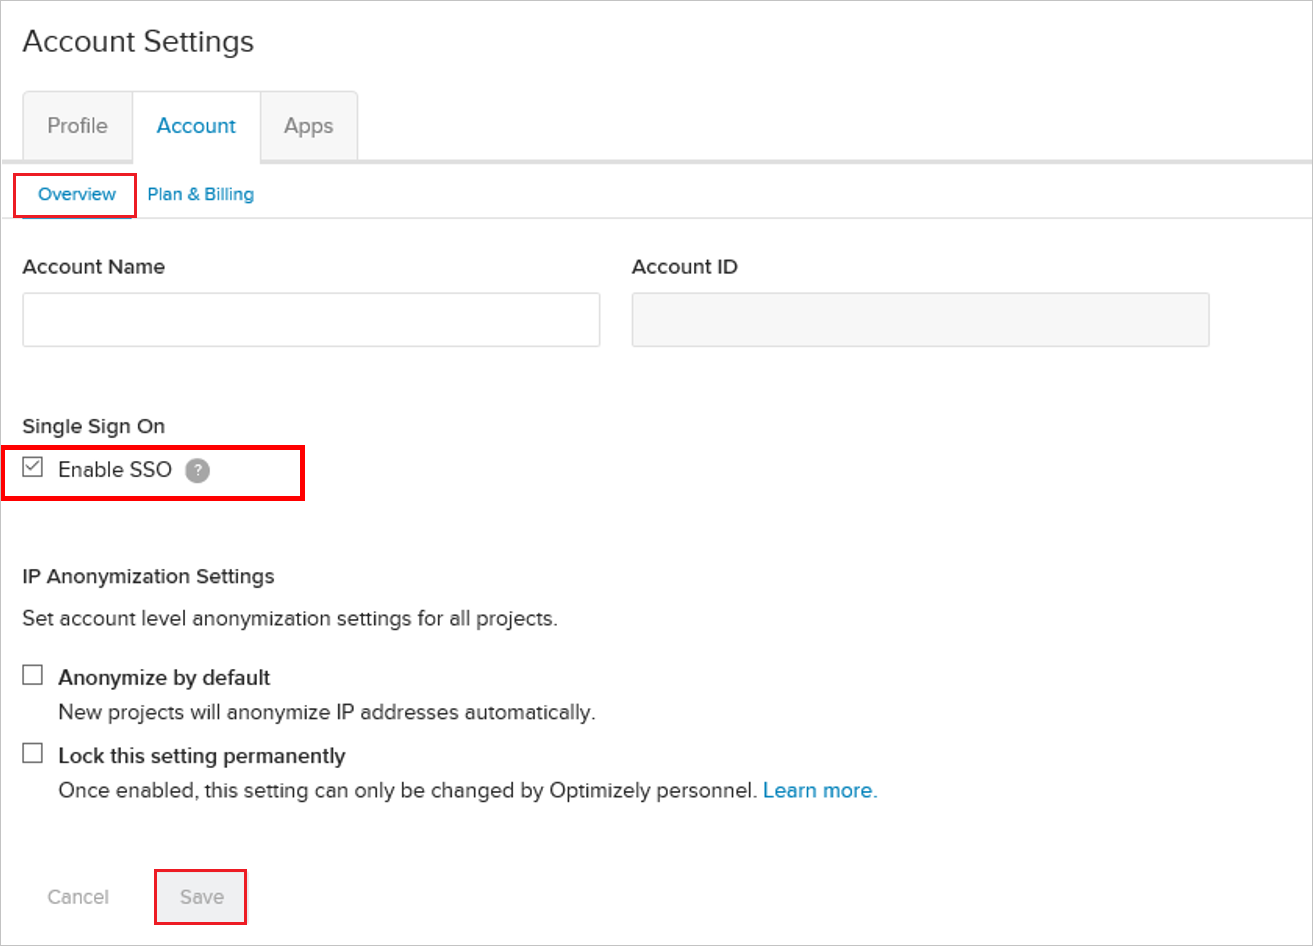 Account Settings
Profile Account Apps
Overview Plan & Billing
Account Name Account ID
Single Sign On
Enable SSO ?
IP Anonymization Settings
Set account level anonymization settings for all projects.
Anonymize by default
New projects will anonymize IP addresses automatically.
Lock this setting permanently
Once enabled, this setting can only be changed by Optimizely personnel. Learn more.
Cancel Save